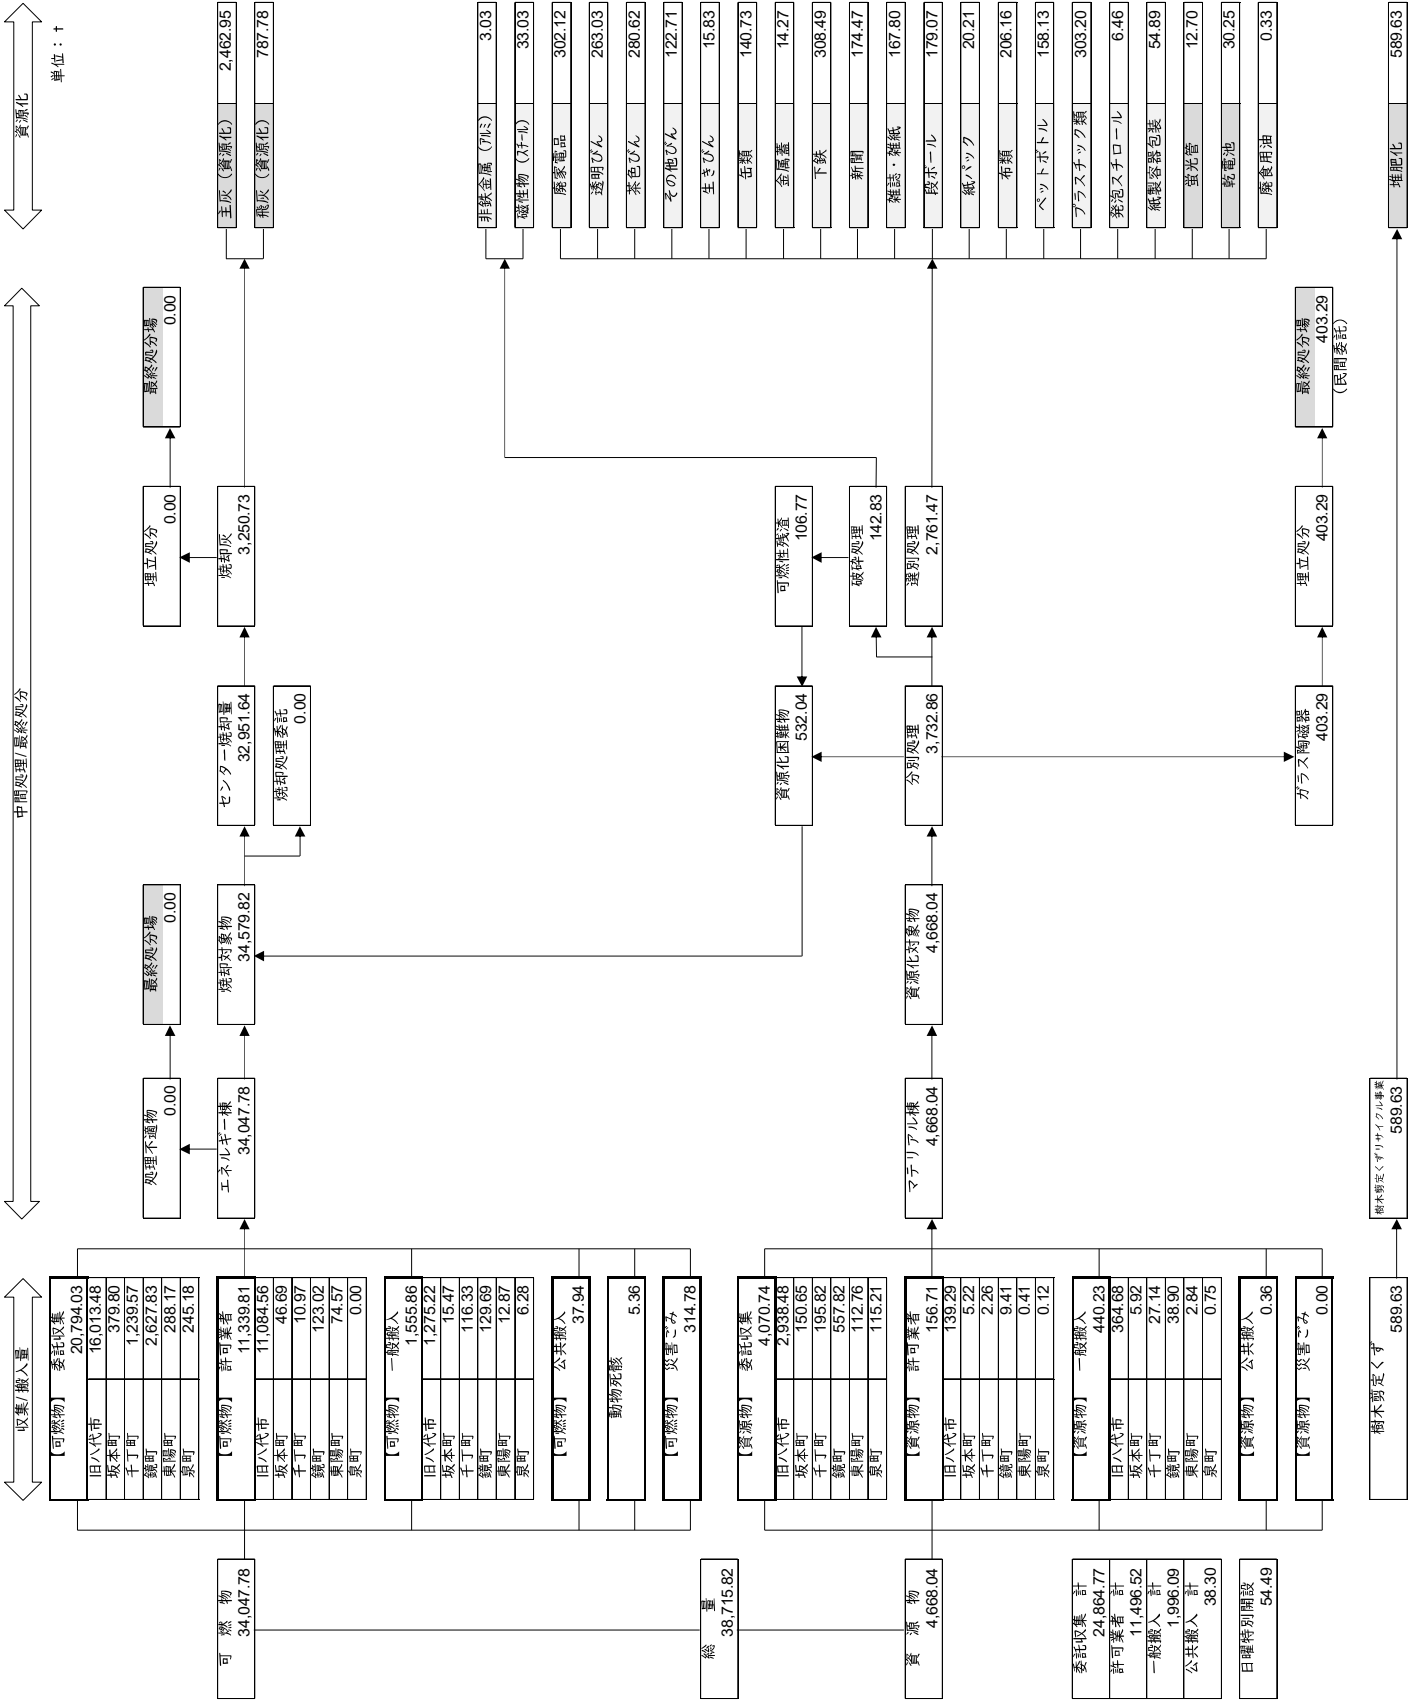 収集/搬入量
中間処理/最終処分
資源化
単位：t
可　燃　物
34,047.78
総　　量
38,715.82
資　源　物
4,668.04
委託収集　計
24,864.77
許可業者　計
11,496.52
一般搬入　計
1,996.09
公共搬入　計
38.30
日曜特別開設
54.49
【可燃物】　委託収集
20,794.03
旧八代市 16,013.48
坂本町 379.80
千丁町 1,239.57
鏡町 2,627.83
東陽町 288.17
泉町 245.18
【可燃物】　許可業者
11,339.81
旧八代市 11,084.56
坂本町 46.69
千丁町 10.97
鏡町 123.02
東陽町 74.57
泉町 0.00
【可燃物】　一般搬入
1,555.86
旧八代市 1,275.22
坂本町 15.47
千丁町 116.33
鏡町 129.69
東陽町 12.87
泉町 6.28
【可燃物】　公共搬入
37.94
動物死骸
5.36
【可燃物】　災害ごみ
314.78
【資源物】　委託収集
4,070.74
旧八代市 2,938.48
坂本町 150.65
千丁町 195.82
鏡町 557.82
東陽町 112.76
泉町 115.21
【資源物】　許可業者
156.71
旧八代市 139.29
坂本町 5.22
千丁町 2.26
鏡町 9.41
東陽町 0.41
泉町 0.12
【資源物】　一般搬入
440.23
旧八代市 364.68
坂本町 5.92
千丁町 27.14
鏡町 38.90
東陽町 2.84
泉町 0.75
【資源物】　公共搬入
0.36
【資源物】　災害ごみ
0.00
樹木剪定くず
589.63
処理不適物
0.00
エネルギー棟
34,047.78
マテリアル棟
4,668.04
樹木剪定くずリサイクル事業
589.63
最終処分場
0.00
焼却対象物
34,579.82
資源化対象物
4,668.04
センター焼却量
32,951.64
焼却処理委託
0.00
資源化困難物
532.04
分別処理
3,732.86
ガラス陶磁器
403.29
埋立処分
0.00
焼却灰
3,250.73
可燃性残渣
106.77
破砕処理
142.83
選別処理
2,761.47
埋立処分
403.29
最終処分場
0.00
最終処分場
403.29
（民間委託）
主灰（資源化） 2,462.95
飛灰（資源化） 787.78
非鉄金属（アルミ） 3.03
磁性物（スチール） 33.03
廃家電品 302.12
透明びん 263.03
茶色びん 280.62
その他びん 122.71
生きびん 15.83
缶類 140.73
金属蓋 14.27
下鉄 308.49
新聞 174.47
雑誌・雑紙 167.80
段ボール 179.07
紙パック 20.21
布類 206.16
ペットボトル 158.13
プラスチック類 303.20
発泡スチロール 6.46
紙製容器包装 54.89
蛍光管 12.70
乾電池 30.25
廃食用油 0.33
堆肥化 589.63